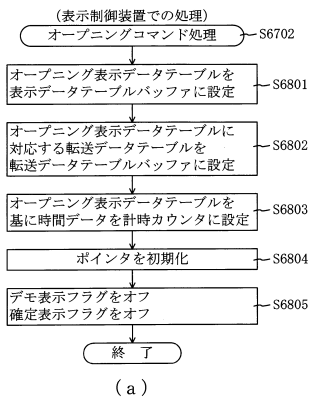 (表示制御装置での処理)
オープニングコマンド処理
S6702
オープニング表示データテーブルを
表示データテーブルバッファに設定
S6801
オープニング表示データテーブルに
対応する転送データテーブルを
転送データテーブルバッファに設定
S6802
オープニング表示データテーブルを
基に時間データを計時カウンタに設定
S6803
ポインタを初期化
S6804
デモ表示フラグをオフ
確定表示フラグをオフ
S6805
終 了
(a)